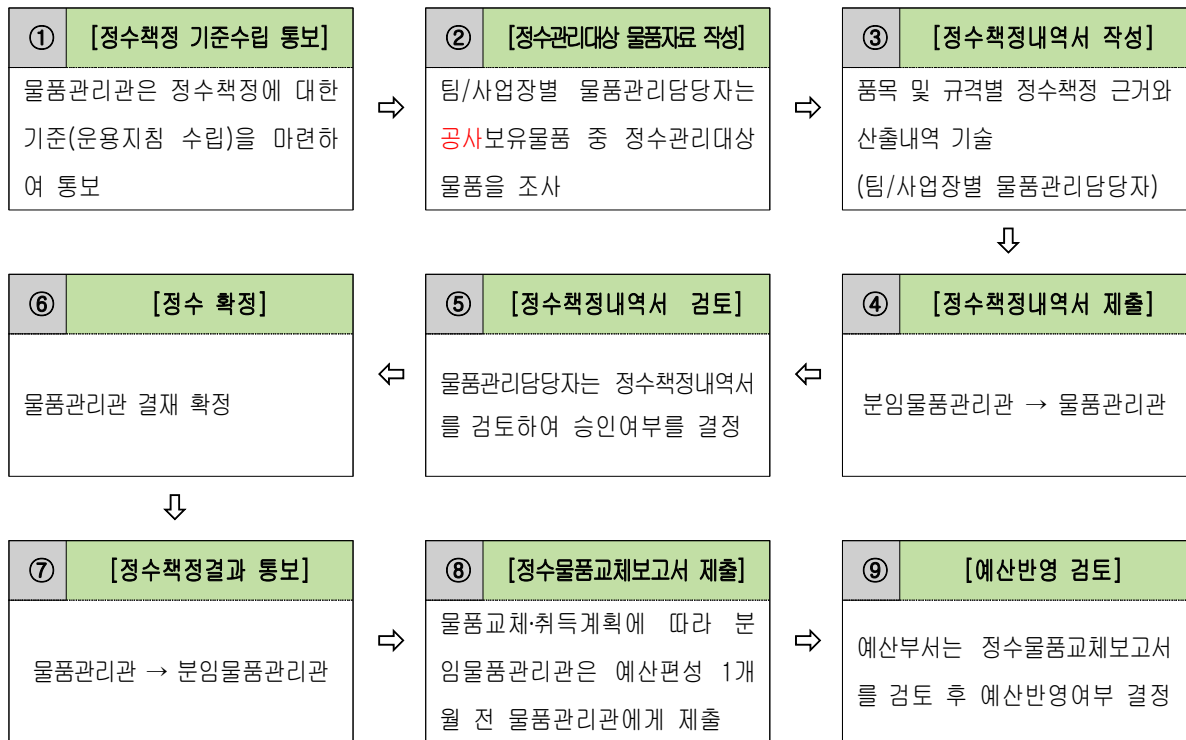 ① [정수책정 기준수립 통보]
물품관리관은 정수책정에 대한
기준(운용지침 수립)을 마련하
여 통보
② [정수관리대상 물품자료 작성]
팀/사업장별 물품관리담당자는
공사보유물품 중 정수관리대상
물품을 조사
③ [정수책정내역서 작성]
품목 및 규격별 정수책정 근거와
산출내역 기술
(팀/사업장별 물품관리담당자)
④ [정수책정내역서 제출]
분임물품관리관 → 물품관리관
⑤ [정수책정내역서 검토]
물품관리담당자는 정수책정내역서
를 검토하여 승인여부를 결정
⑥ [정수 확정]
물품관리관 결재 확정
⑦ [정수책정결과 통보]
물품관리관 → 분임물품관리관
⑧ [정수물품교체보고서 제출]
물품교체·취득계획에 따라 분
임물품관리관은 예산편성 1개
월 전 물품관리관에게 제출
⑨ [예산반영 검토]
예산부서는 정수물품교체보고서
를 검토 후 예산반영여부 결정